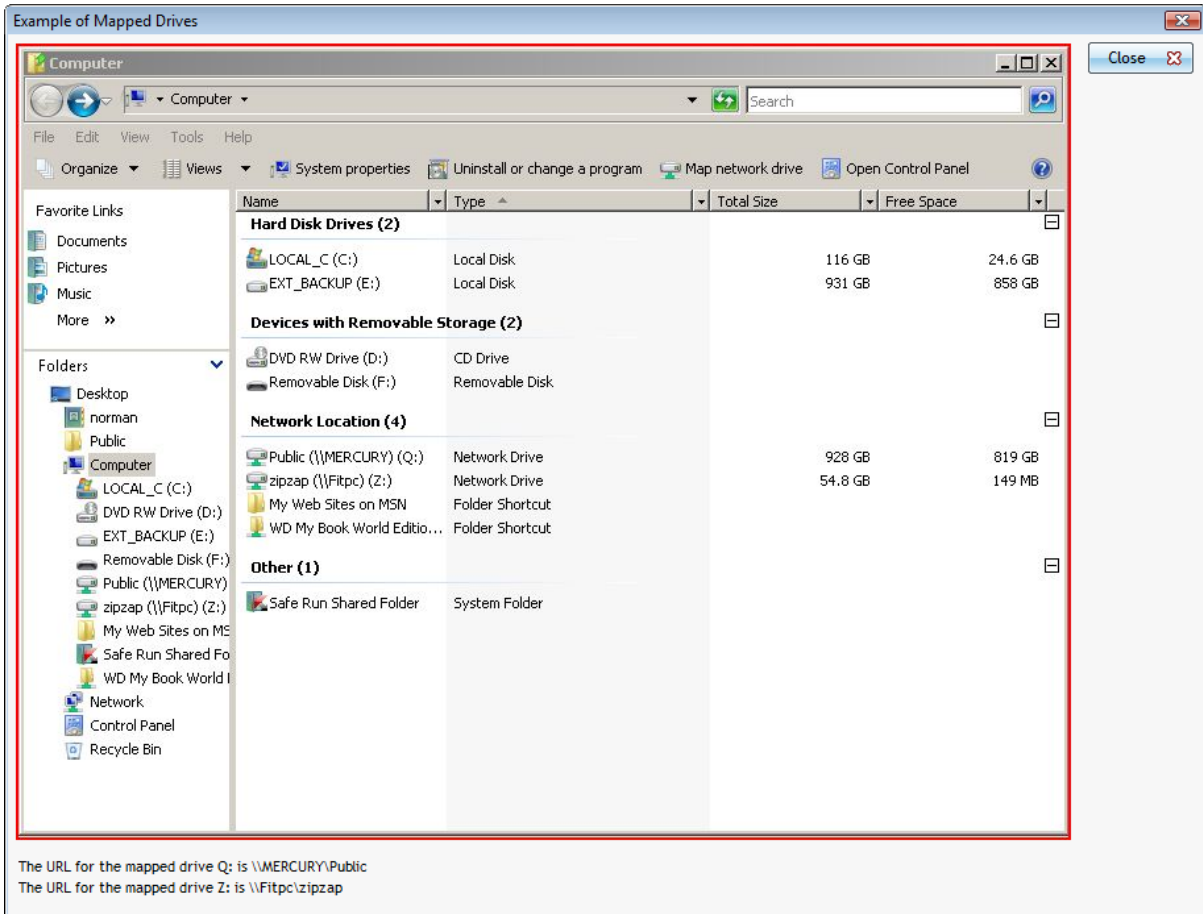 Example of Mapped Drives
Close
Computer
Computer
Search
File Edit View Tools Help
Organize Views System properties Uninstall or change a program Map network drive Open Control Panel
Favorite Links
Documents
Pictures
Music
More »
Folders
Desktop
norman
Public
Computer
LOCAL_C (C:)
DVD RW Drive (D:)
EXT_BACKUP (E:)
Removable Disk (F:)
Public (\\MERCURY)
zipzap (\\Fitpc) (Z:)
My Web Sites on MS
Safe Run Shared Fo
WD My Book World
Network
Control Panel
Recycle Bin
Name Type Total Size Free Space
Hard Disk Drives (2)
LOCAL_C (C:) Local Disk 116 GB 24.6 GB
EXT_BACKUP (E:) Local Disk 931 GB 858 GB
Devices with Removable Storage (2)
DVD RW Drive (D:) CD Drive
Removable Disk (F:) Removable Disk
Network Location (4)
Public (\\MERCURY) (Q:) Network Drive 928 GB 819 GB
zipzap (\\Fitpc) (Z:) Network Drive 54.8 GB 149 MB
My Web Sites on MSN Folder Shortcut
WD My Book World Editio... Folder Shortcut
Other (1)
Safe Run Shared Folder System Folder
The URL for the mapped drive Q: is \\MERCURY\Public
The URL for the mapped drive Z: is \\Fitpc\zipzap